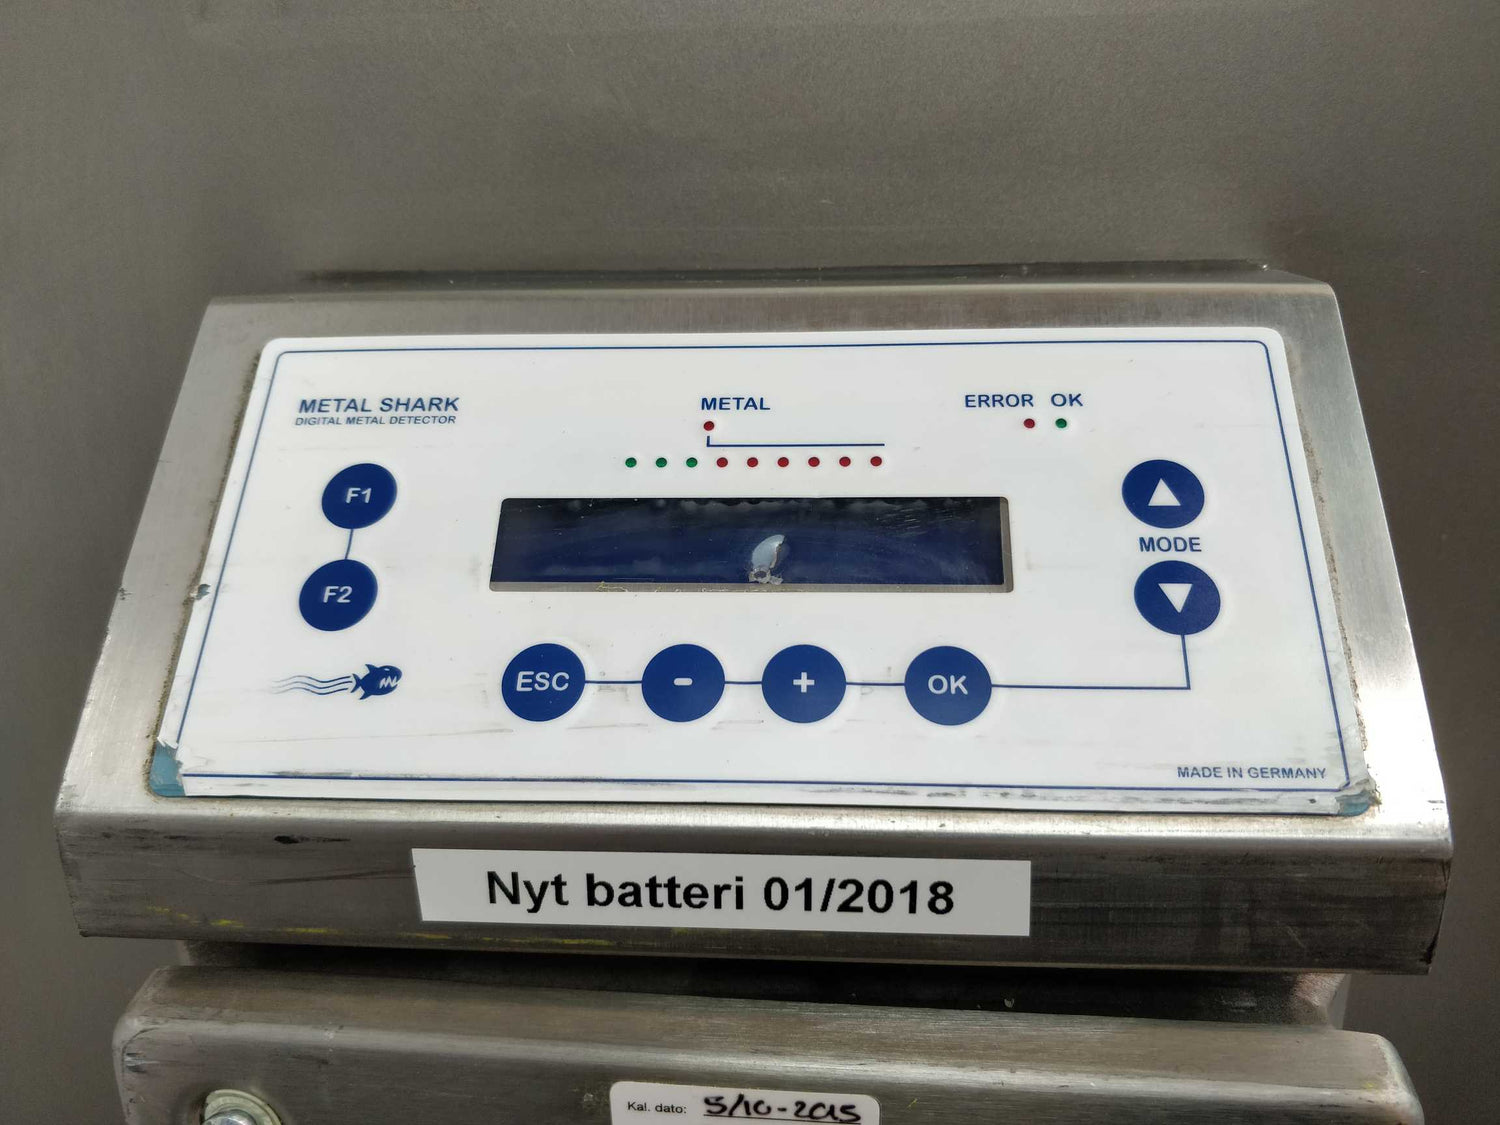 METAL SHARK
DIGITAL METAL DETECTOR
METAL
ERROR OK
F1
F2
MODE
ESC - + OK
MADE IN GERMANY
Nyt batteri 01/2018
Kal. dato: 5/10-2015